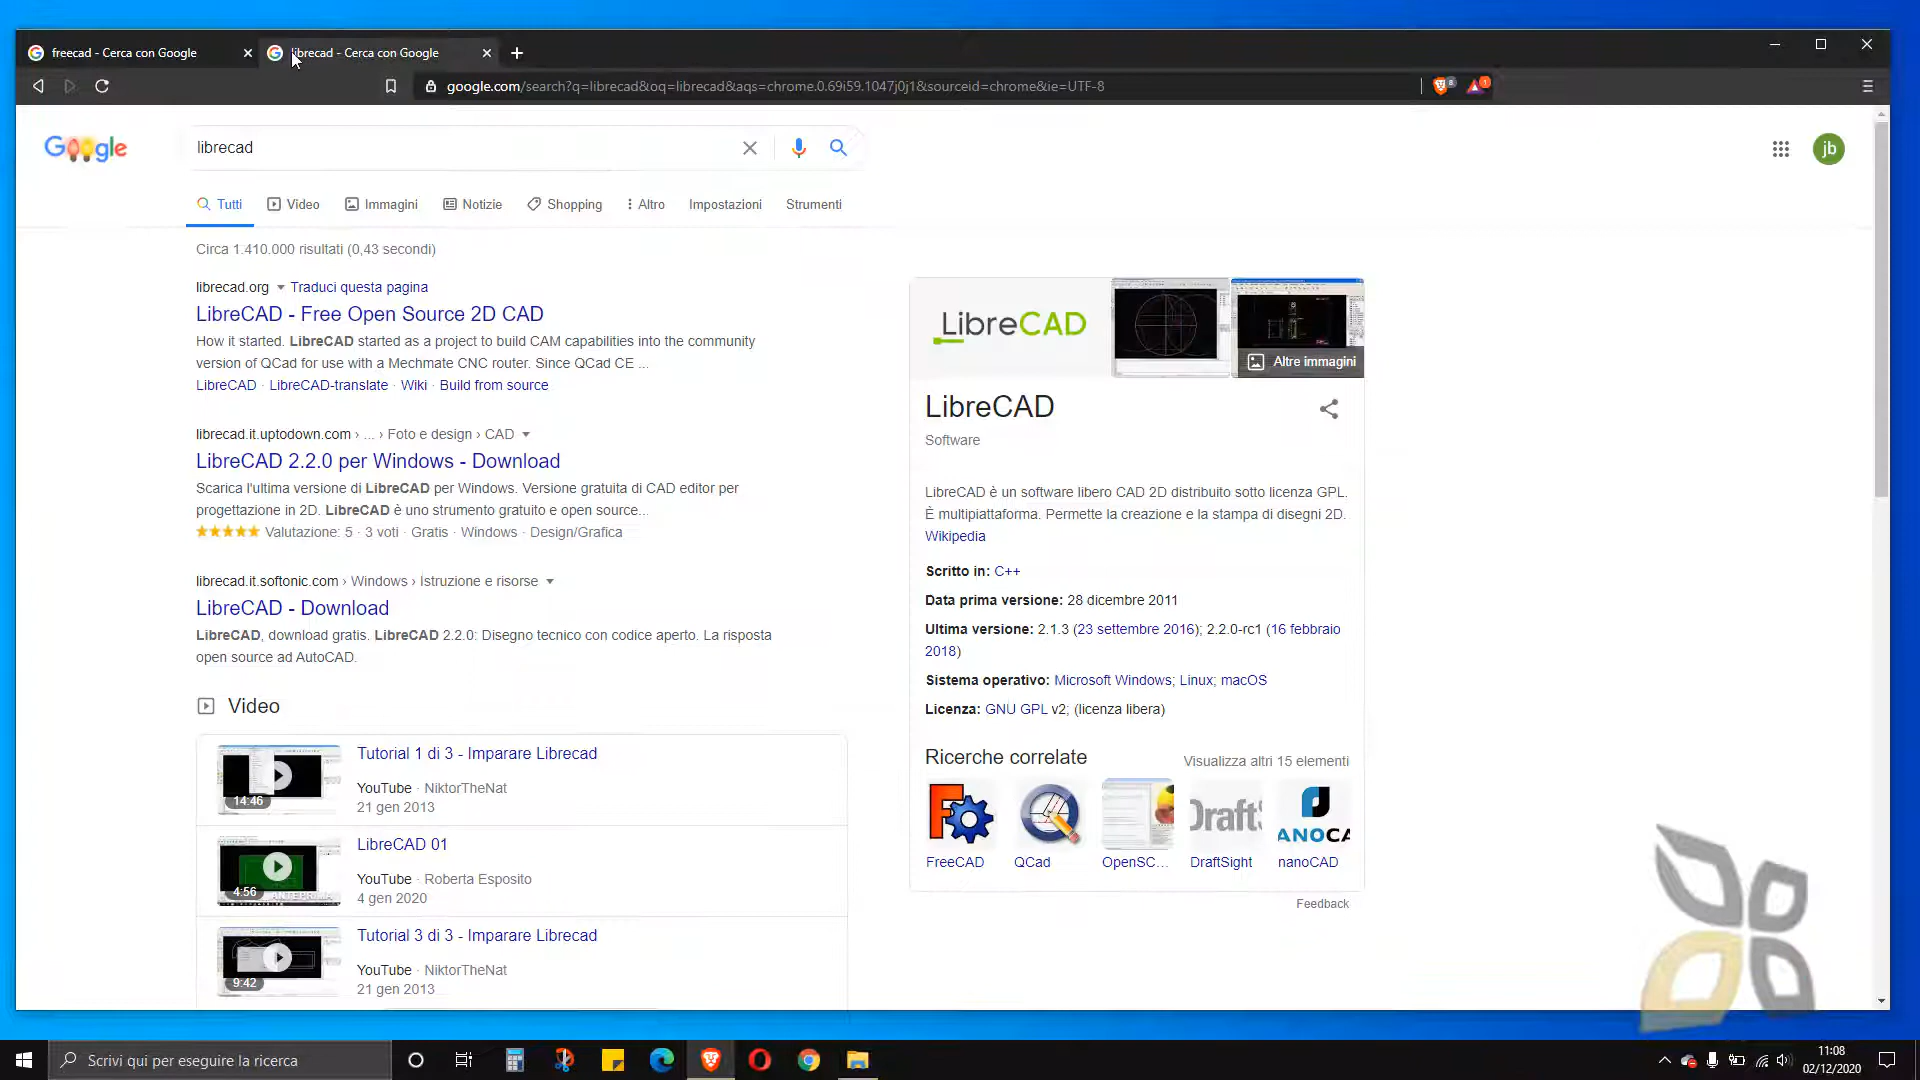 freecad - Cerca con Google
librecad - Cerca con Google
google.com/search?q=librecad&oq=librecad&aqs=chrome.0.69i59.1047j0j1&sourceid=chrome&ie=UTF-8
8
1
Google
librecad
jb
Tutti
Video
Immagini
Notizie
Shopping
Altro
Impostazioni
Strumenti
Circa 1.410.000 risultati (0,43 secondi)
librecad.org
Traduci questa pagina
LibreCAD - Free Open Source 2D CAD
How it started. LibreCAD started as a project to build CAM capabilities into the community
version of QCad for use with a Mechmate CNC router. Since QCad CE ...
LibreCAD · LibreCAD-translate · Wiki · Build from source
librecad.it.uptodown.com › ... › Foto e design › CAD
LibreCAD 2.2.0 per Windows - Download
Scarica l'ultima versione di LibreCAD per Windows. Versione gratuita di CAD editor per
progettazione in 2D. LibreCAD è uno strumento gratuito e open source...
★★★★★ Valutazione: 5 · 3 voti · Gratis · Windows · Design/Grafica
librecad.it.softonic.com › Windows › Istruzione e risorse
LibreCAD - Download
LibreCAD, download gratis. LibreCAD 2.2.0: Disegno tecnico con codice aperto. La risposta
open source ad AutoCAD.
Video
14:46
Tutorial 1 di 3 - Imparare Librecad
YouTube · NiktorTheNat
21 gen 2013
4:56
ANTEPRIMA
LibreCAD 01
YouTube · Roberta Esposito
4 gen 2020
9:42
Tutorial 3 di 3 - Imparare Librecad
YouTube · NiktorTheNat
21 gen 2013
LibreCAD
Altre immagini
LibreCAD
Software
LibreCAD è un software libero CAD 2D distribuito sotto licenza GPL.
È multipiattaforma. Permette la creazione e la stampa di disegni 2D.
Wikipedia
Scritto in: C++
Data prima versione: 28 dicembre 2011
Ultima versione: 2.1.3 (23 settembre 2016); 2.2.0-rc1 (16 febbraio
2018)
Sistema operativo: Microsoft Windows; Linux; macOS
Licenza: GNU GPL v2; (licenza libera)
Ricerche correlate
Visualizza altri 15 elementi
FreeCAD
QCad
OpenSC...
DraftSight
nanoCAD
Feedback
Scrivi qui per eseguire la ricerca
11:08
02/12/2020